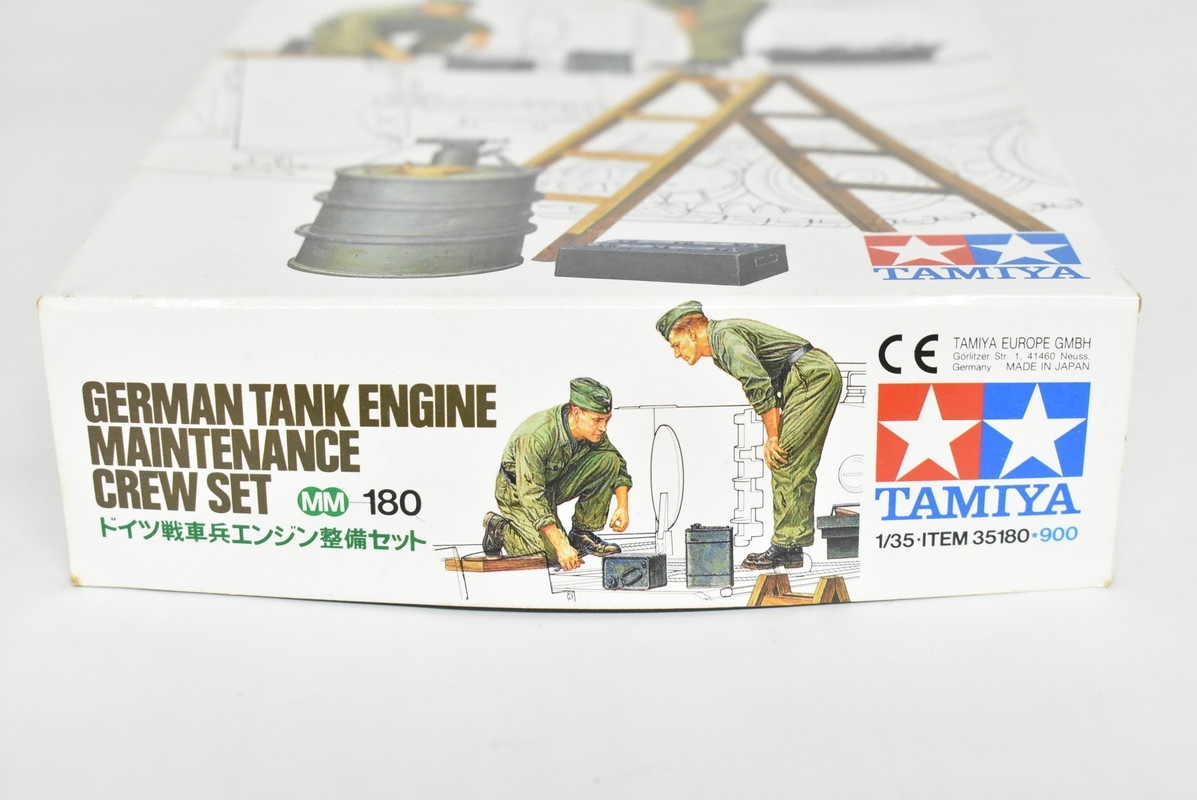 TAMIYA
GERMAN TANK ENGINE
MAINTENANCE
CREW SET MM 180
ドイツ戦車兵エンジン整備セット
CE TAMIYA EUROPE GMBH
Görlitzer Str. 1, 41460 Neuss,
Germany MADE IN JAPAN
TAMIYA
1/35·ITEM 35180*900